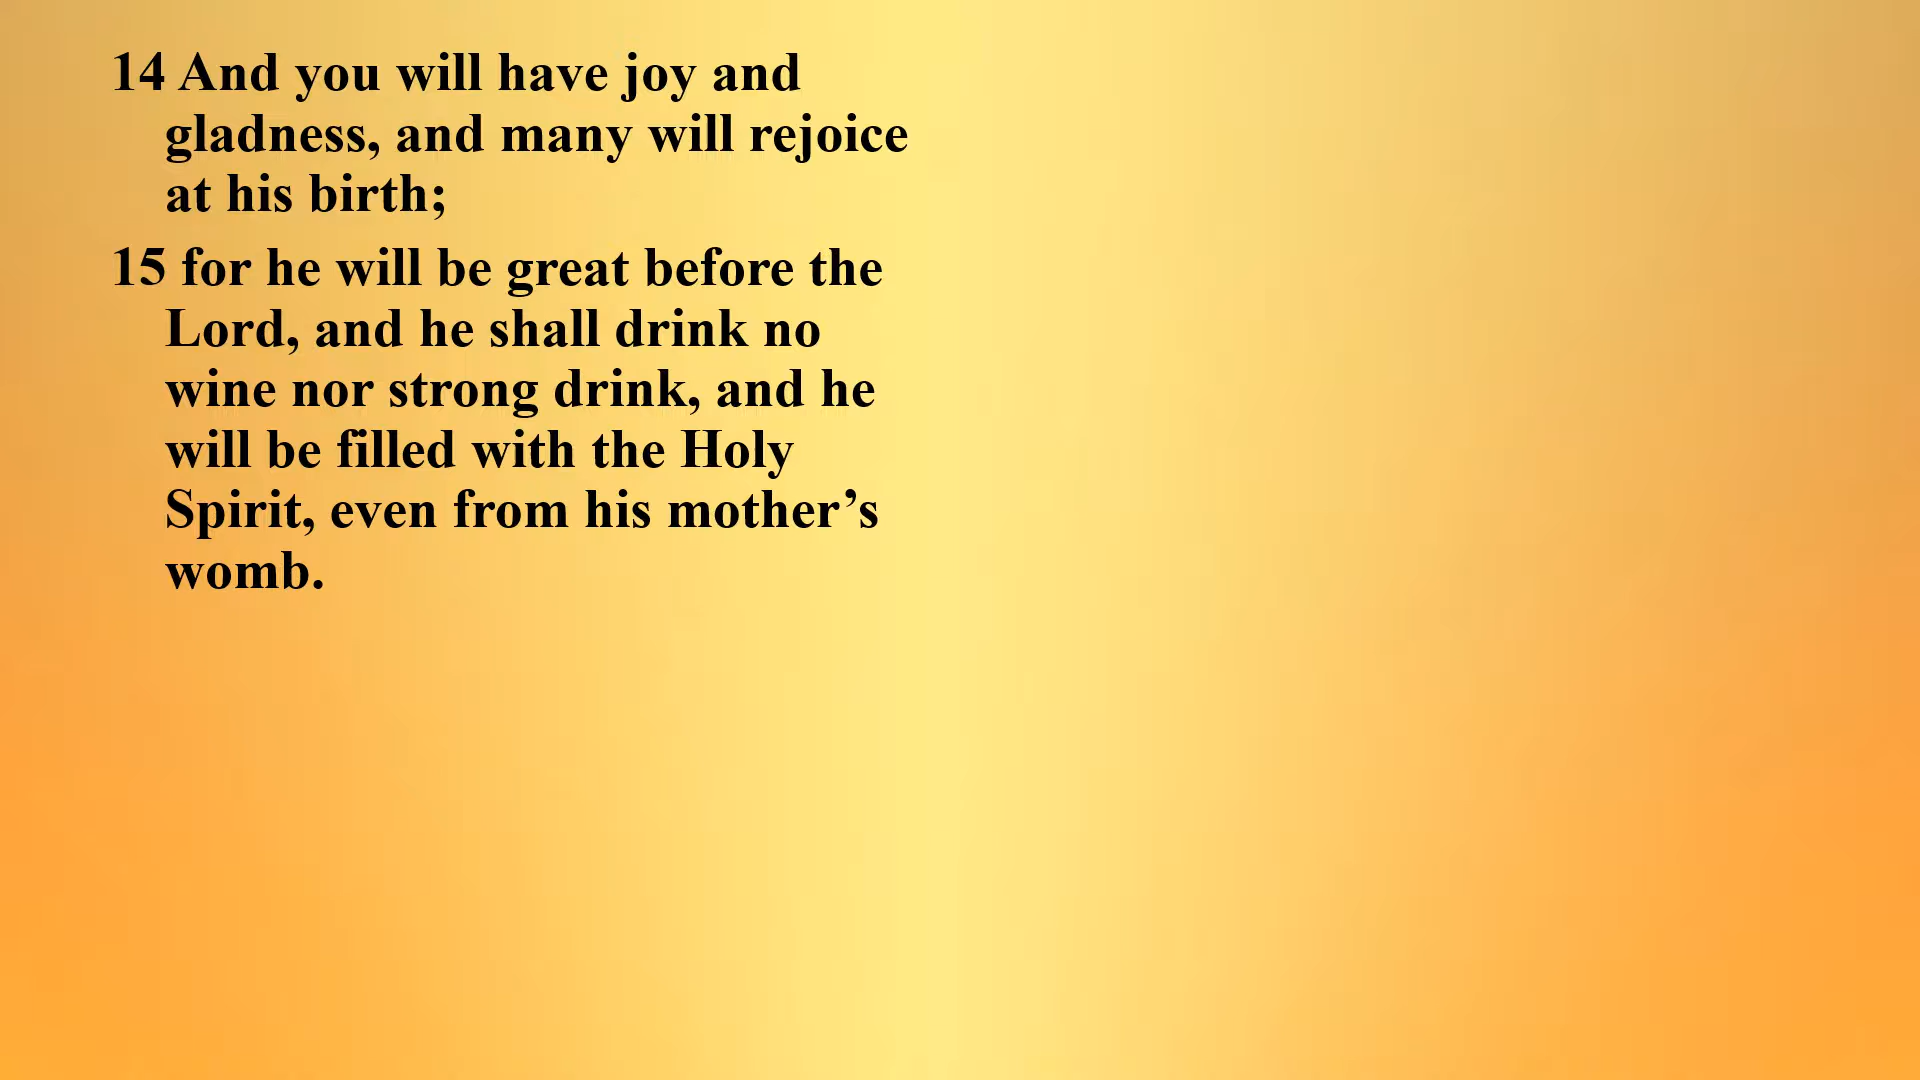 14 And you will have joy and
gladness, and many will rejoice
at his birth;
15 for he will be great before the
Lord, and he shall drink no
wine nor strong drink, and he
will be filled with the Holy
Spirit, even from his mother’s
womb.